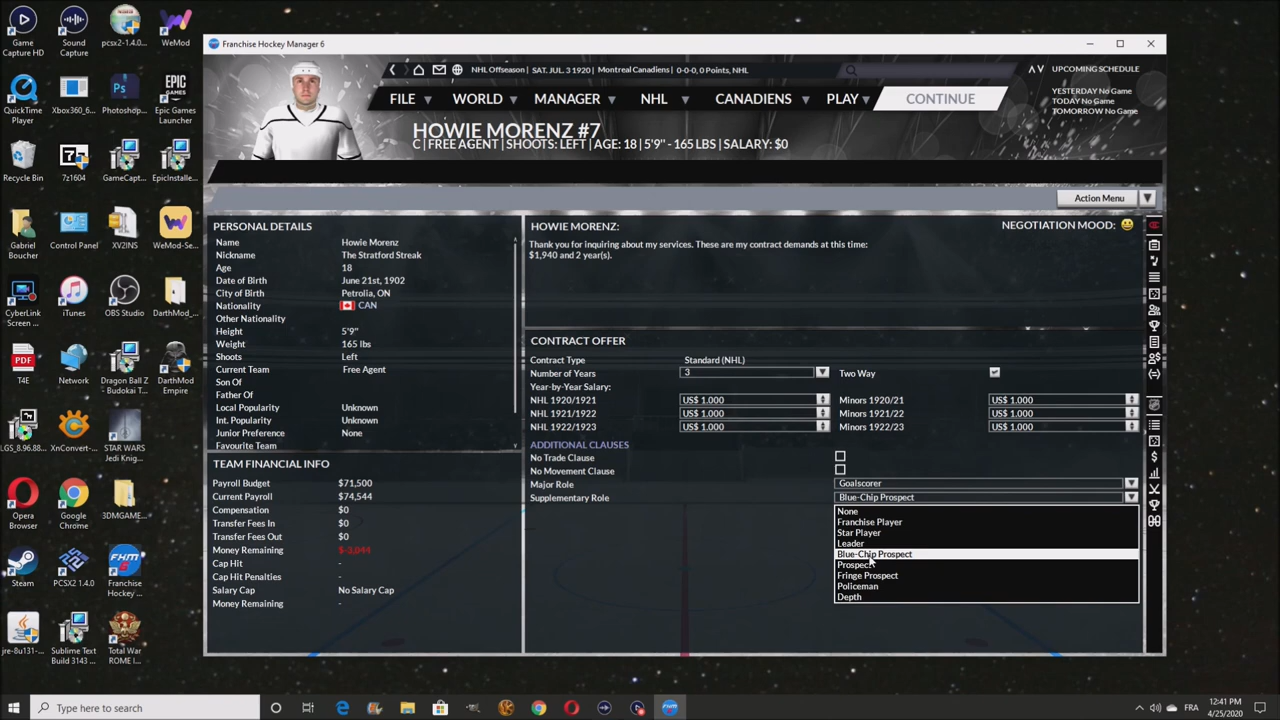 Game Capture HD
Sound Capture
pcsx2-1.4.0...
WeMod
QuickTime Player
Xbox360_6...
Photoshop...
Epic Games Launcher
Recycle Bin
7z1604
GameCapt...
EpicInstalle...
Gabriel Boucher
Control Panel
XV2INS
WeMod-Se...
CyberLink Screen ...
iTunes
OBS Studio
DarthMod_...
T4E
Network
Dragon Ball Z - Budokai T...
DarthMod Empire
LGS_8.96.88...
XnConvert-...
STAR WARS Jedi Knig...
Opera Browser
Google Chrome
3DMGAME...
Steam
PCSX2 1.4.0
Franchise Hockey ...
jre-8u131-...
Sublime Text Build 3143 ...
Total War ROME I...
Franchise Hockey Manager 6
NHL Offseason | SAT. JUL. 3 1920 | Montreal Canadiens | 0-0-0, 0 Points, NHL
FILE WORLD MANAGER NHL CANADIENS PLAY CONTINUE
UPCOMING SCHEDULE
YESTERDAY No Game
TODAY No Game
TOMORROW No Game
HOWIE MORENZ #7
C | FREE AGENT | SHOOTS: LEFT | AGE: 18 | 5'9" - 165 LBS | SALARY: $0
Action Menu
PERSONAL DETAILS
Name Howie Morenz
Nickname The Stratford Streak
Age 18
Date of Birth June 21st, 1902
City of Birth Petrolia, ON
Nationality CAN
Other Nationality
Height 5'9"
Weight 165 lbs
Shoots Left
Current Team Free Agent
Son Of
Father Of
Local Popularity Unknown
Int. Popularity Unknown
Junior Preference None
Favourite Team
TEAM FINANCIAL INFO
Payroll Budget $71,500
Current Payroll $74,544
Compensation $0
Transfer Fees In $0
Transfer Fees Out $0
Money Remaining $-3,044
Cap Hit -
Cap Hit Penalties -
Salary Cap No Salary Cap
Money Remaining -
HOWIE MORENZ: NEGOTIATION MOOD:
Thank you for inquiring about my services. These are my contract demands at this time:
$1,940 and 2 year(s).
CONTRACT OFFER
Contract Type Standard (NHL)
Number of Years 3 Two Way
Year-by-Year Salary:
NHL 1920/1921 US$ 1.000 Minors 1920/21 US$ 1.000
NHL 1921/1922 US$ 1.000 Minors 1921/22 US$ 1.000
NHL 1922/1923 US$ 1.000 Minors 1922/23 US$ 1.000
ADDITIONAL CLAUSES
No Trade Clause
No Movement Clause
Major Role Goalscorer
Supplementary Role Blue-Chip Prospect
None
Franchise Player
Star Player
Leader
Blue-Chip Prospect
Prospect
Fringe Prospect
Policeman
Depth
Type here to search
FRA
12:41 PM
4/25/2020